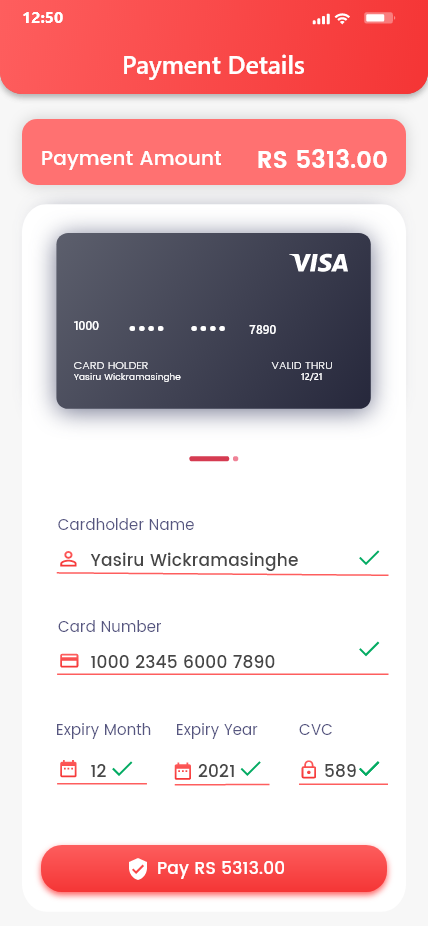 12:50
Payment Details
Payment Amount RS 5313.00
VISA
1000 •••• •••• 7890
CARD HOLDER VALID THRU
Yasiru Wickramasinghe 12/21
Cardholder Name
Yasiru Wickramasinghe
Card Number
1000 2345 6000 7890
Expiry Month Expiry Year CVC
12 2021 589
Pay RS 5313.00